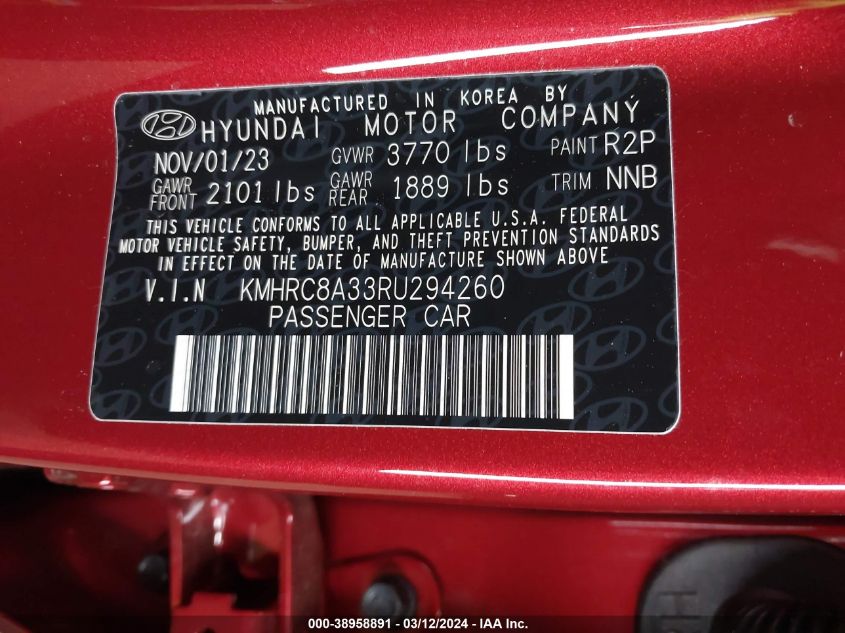 MANUFACTURED IN KOREA BY
HYUNDAI MOTOR COMPANY
NOV/01/23 GVWR 3770 lbs PAINT R2P
GAWR FRONT 2101 lbs GAWR REAR 1889 lbs TRIM NNB
THIS VEHICLE CONFORMS TO ALL APPLICABLE U.S.A. FEDERAL
MOTOR VEHICLE SAFETY, BUMPER, AND THEFT PREVENTION STANDARDS
IN EFFECT ON THE DATE OF MANUFACTURE SHOWN ABOVE
V.I.N KMHRC8A33RU294260
PASSENGER CAR
000-38958891 - 03/12/2024 - IAA Inc.